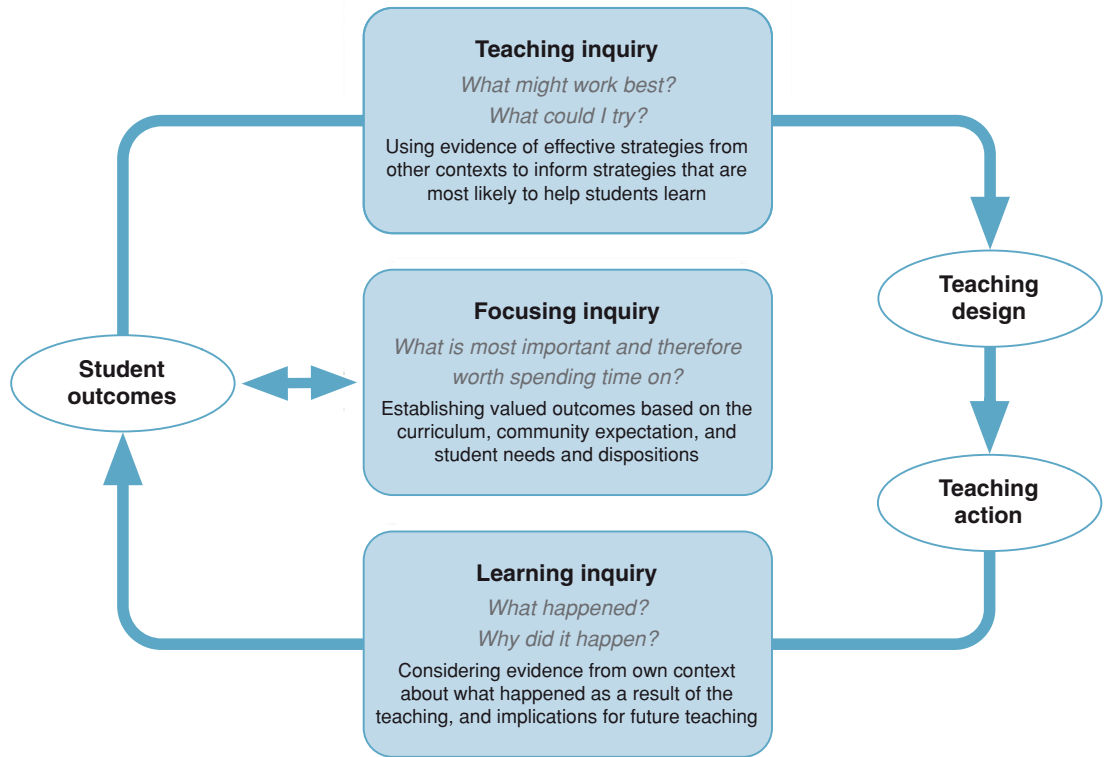 Teaching inquiry
What might work best?
What could I try?
Using evidence of effective strategies from
other contexts to inform strategies that are
most likely to help students learn
Teaching
design
Focusing inquiry
What is most important and therefore
worth spending time on?
Establishing valued outcomes based on the
curriculum, community expectation, and
student needs and dispositions
Student
outcomes
Teaching
action
Learning inquiry
What happened?
Why did it happen?
Considering evidence from own context
about what happened as a result of the
teaching, and implications for future teaching